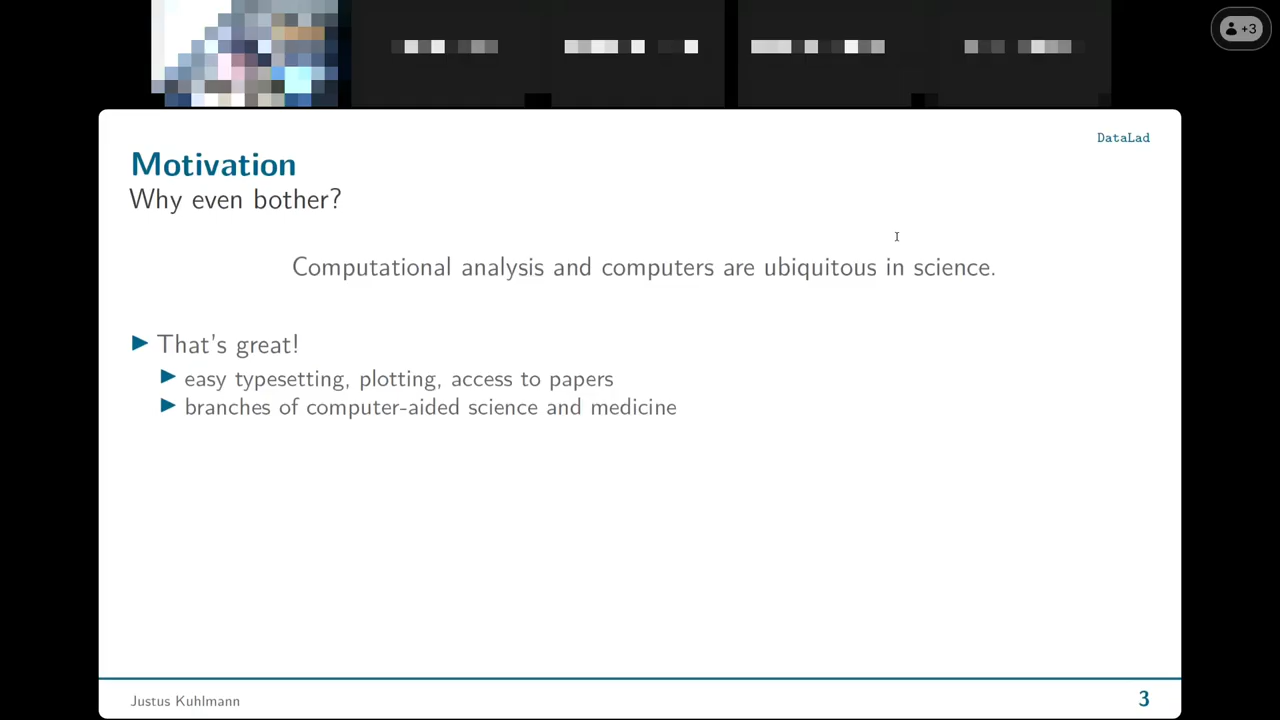 +3
DataLad
Motivation
Why even bother?
Computational analysis and computers are ubiquitous in science.
That's great!
easy typesetting, plotting, access to papers
branches of computer-aided science and medicine
Justus Kuhlmann
3